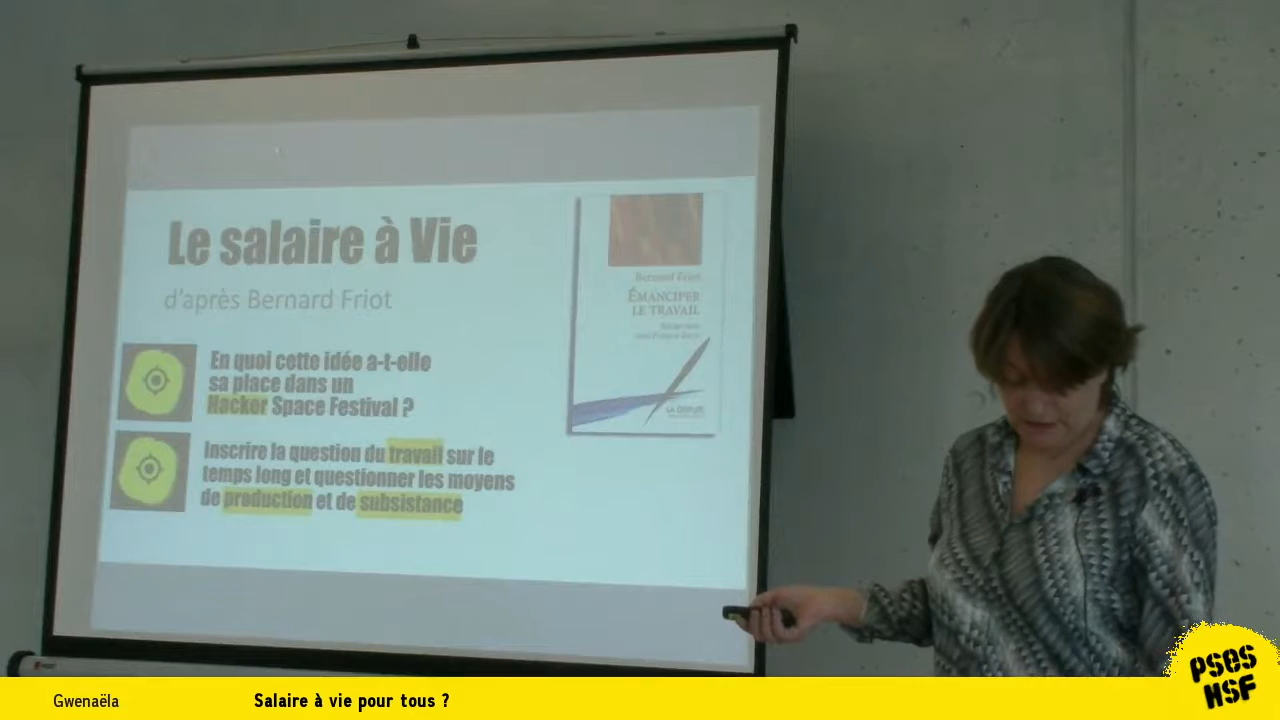 Le salaire à Vie
d'après Bernard Friot
En quoi cette idée a-t-elle
sa place dans un
Hacker Space Festival ?
Inscrire la question du travail sur le
temps long et questionner les moyens
de production et de subsistance
Bernard Friot
ÉMANCIPER
LE TRAVAIL
LA DISPUTE
PSES
HSF
Gwenaëla
Salaire à vie pour tous ?